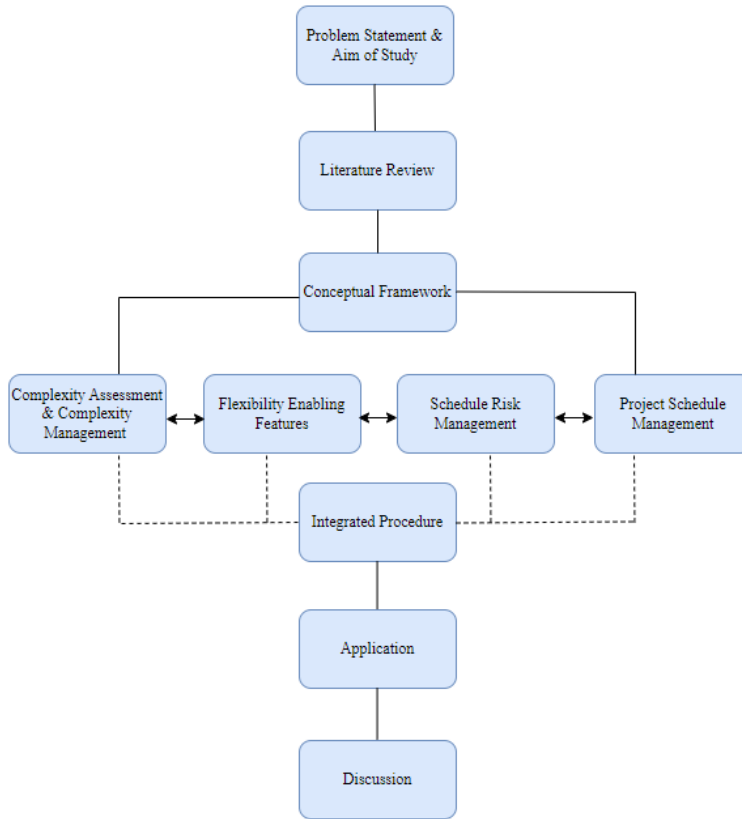 Problem Statement &
Aim of Study
Literature Review
Conceptual Framework
Complexity Assessment
& Complexity
Management
Flexibility Enabling
Features
Schedule Risk
Management
Project Schedule
Management
Integrated Procedure
Application
Discussion